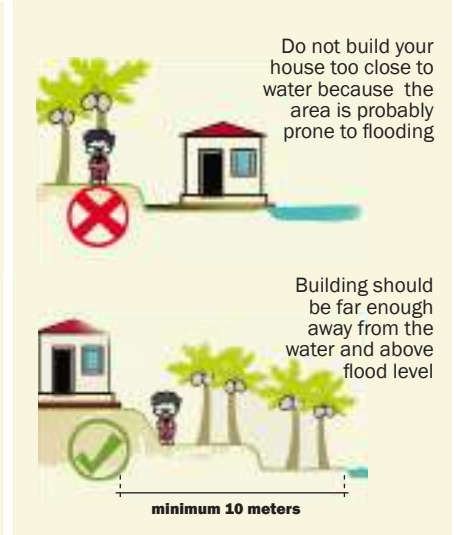 Do not build your
house too close to
water because  the
area is probably
prone to flooding
Building should
be far enough
away from the
water and above
flood level
minimum 10 meters